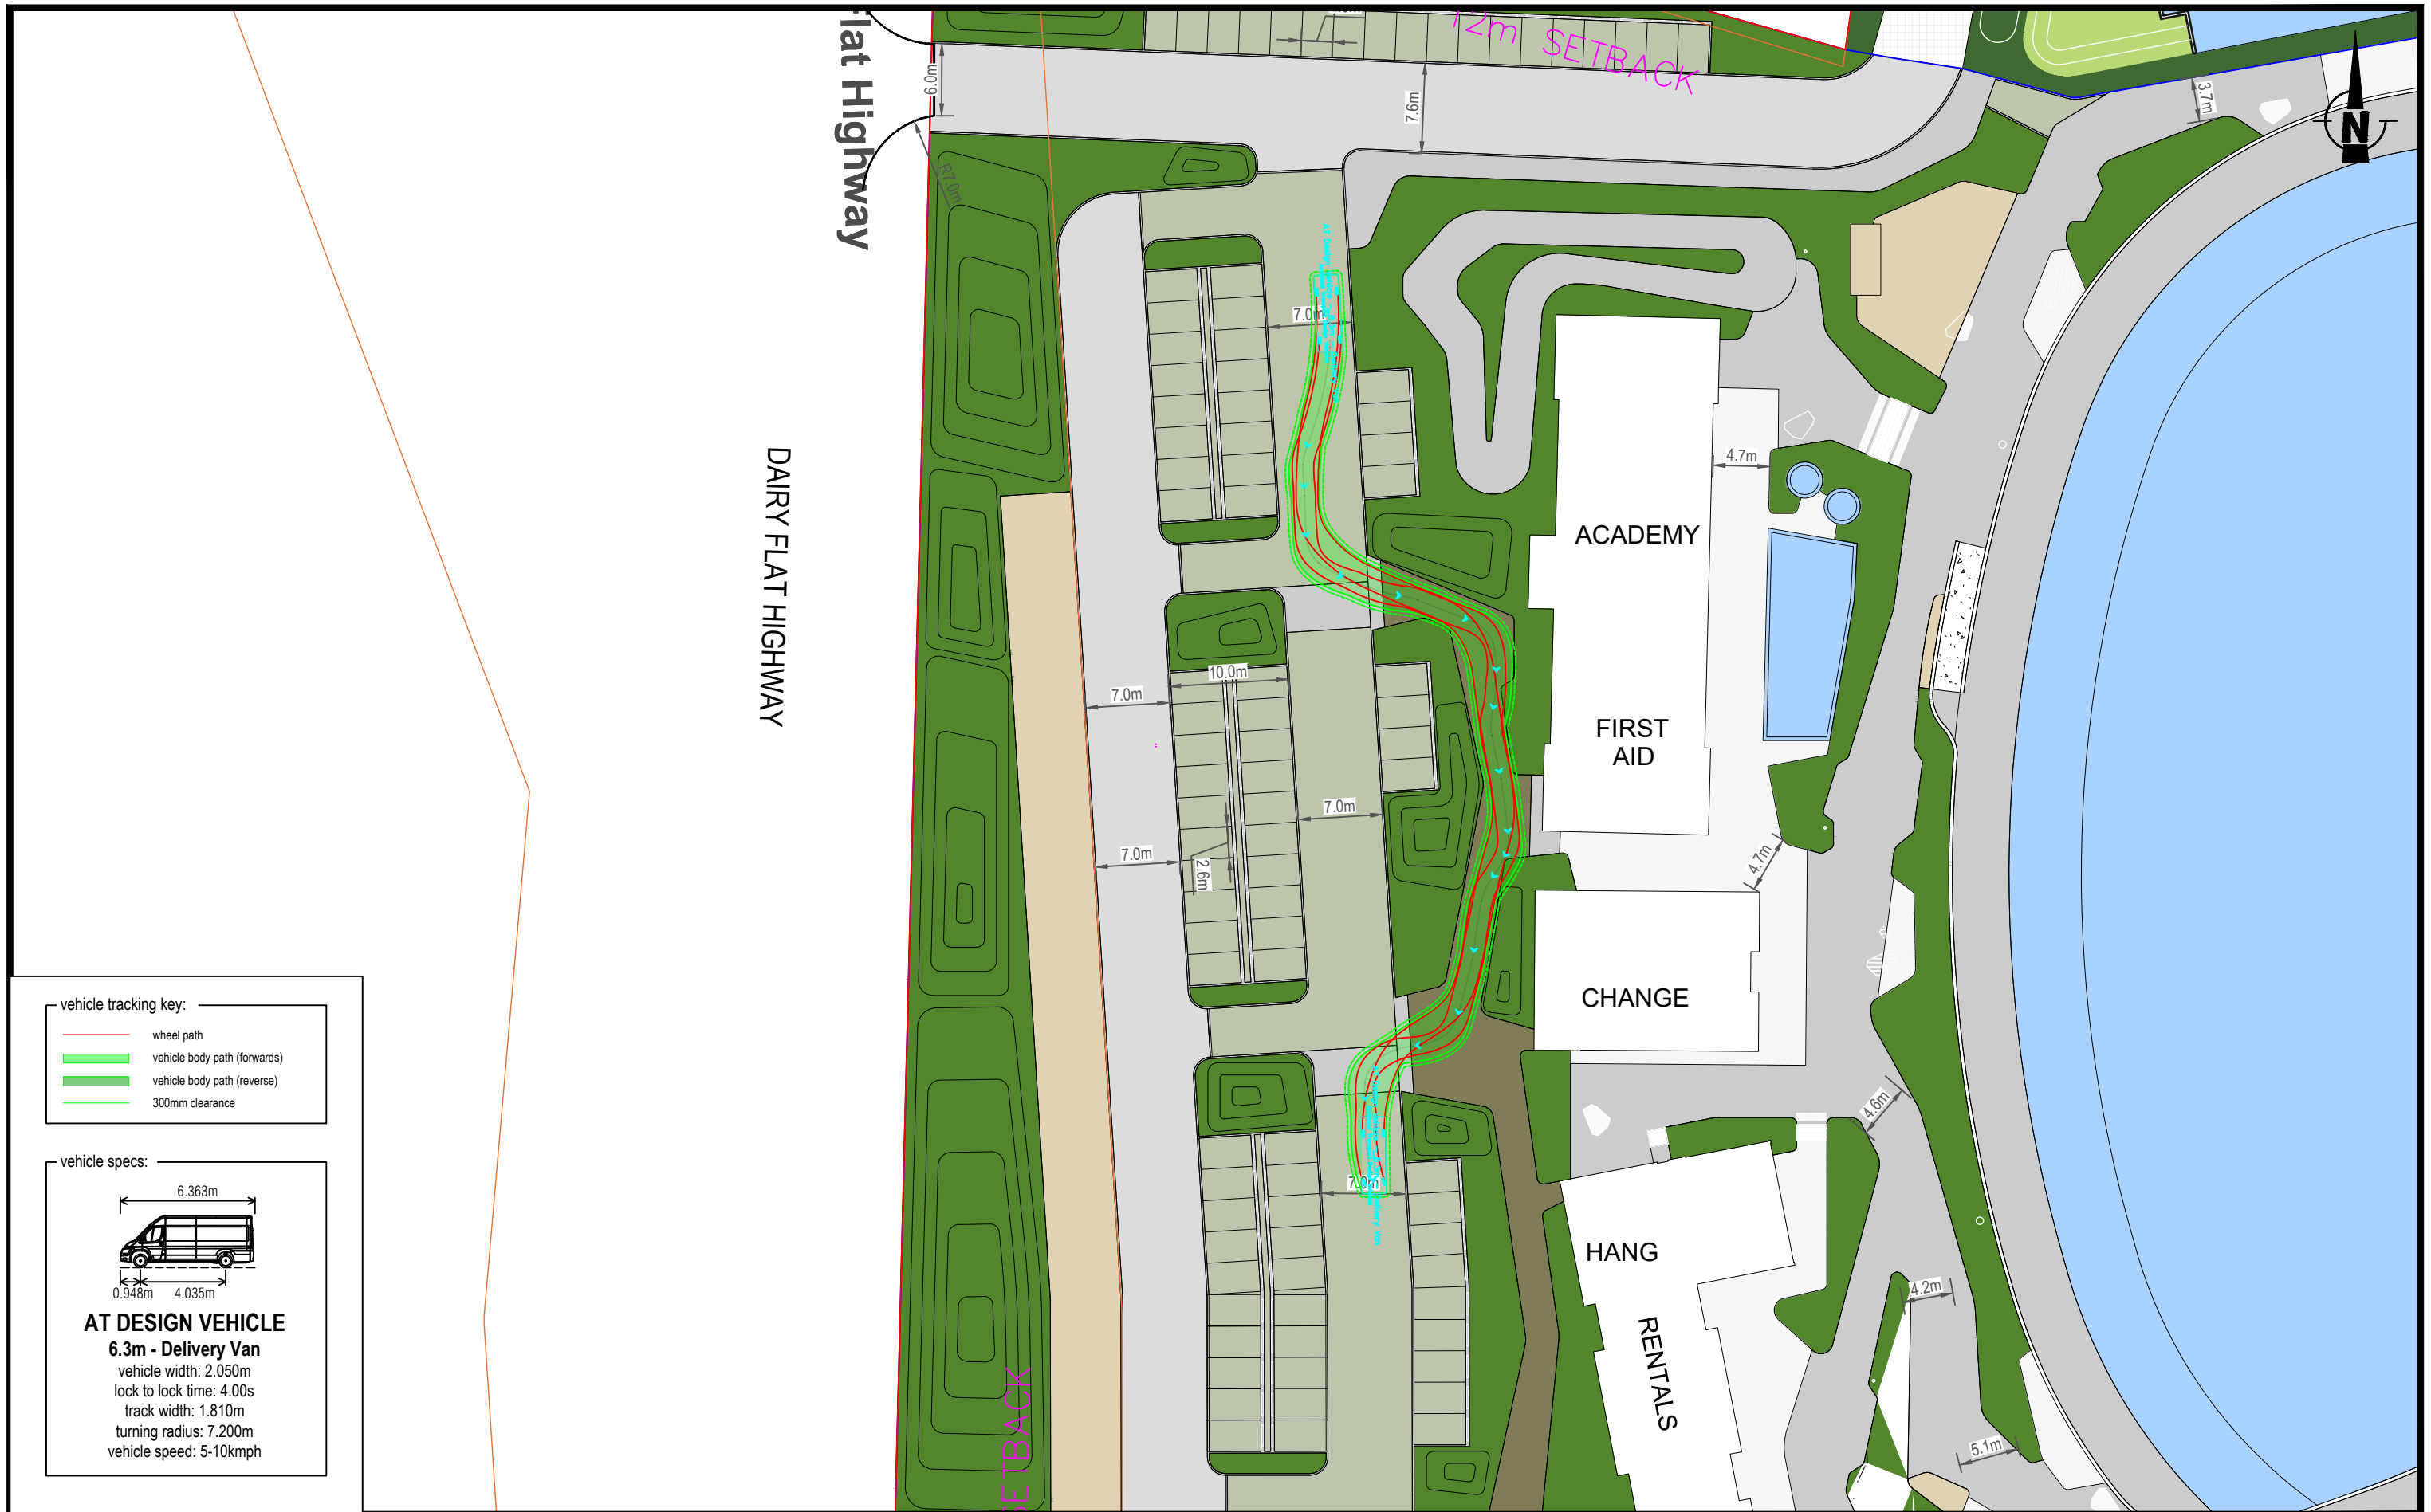 12m SETBACK
6.0m
R7.0m
7.6m
3.7m
N
Flat Highway
DAIRY FLAT HIGHWAY
7.0m
4.7m
ACADEMY
10.0m
7.0m
FIRST
AID
7.0m
7.0m
2.6m
4.7m
CHANGE
4.6m
7.0m
HANG
RENTALS
4.2m
5.1m
SETBACK
vehicle tracking key:
wheel path
vehicle body path (forwards)
vehicle body path (reverse)
300mm clearance
vehicle specs:
6.363m
0.948m
4.035m
AT DESIGN VEHICLE
6.3m - Delivery Van
vehicle width: 2.050m
lock to lock time: 4.00s
track width: 1.810m
turning radius: 7.200m
vehicle speed: 5-10kmph